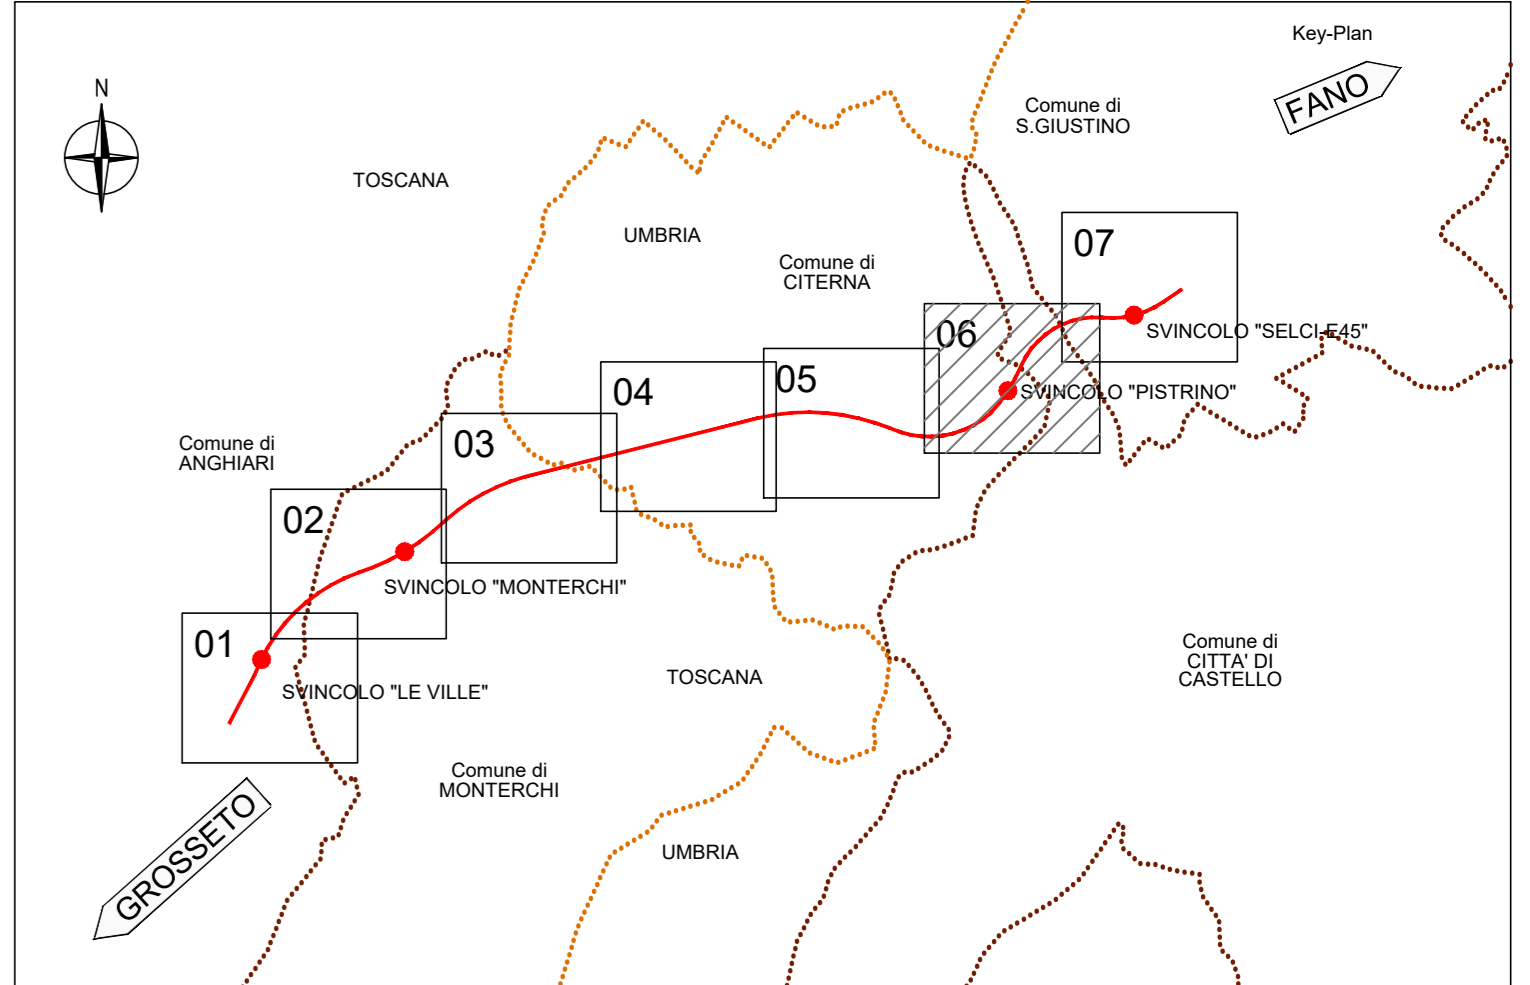 Key-Plan
N
FANO
Comune di
S.GIUSTINO
TOSCANA
UMBRIA
Comune di
CITERNA
07
06
SVINCOLO "SELCI-E45"
05
04
SVINCOLO "PISTRINO"
03
Comune di
ANGHIARI
02
SVINCOLO "MONTERCHI"
01
SVINCOLO "LE VILLE"
TOSCANA
Comune di
CITTA' DI
CASTELLO
Comune di
MONTERCHI
GROSSETO
UMBRIA